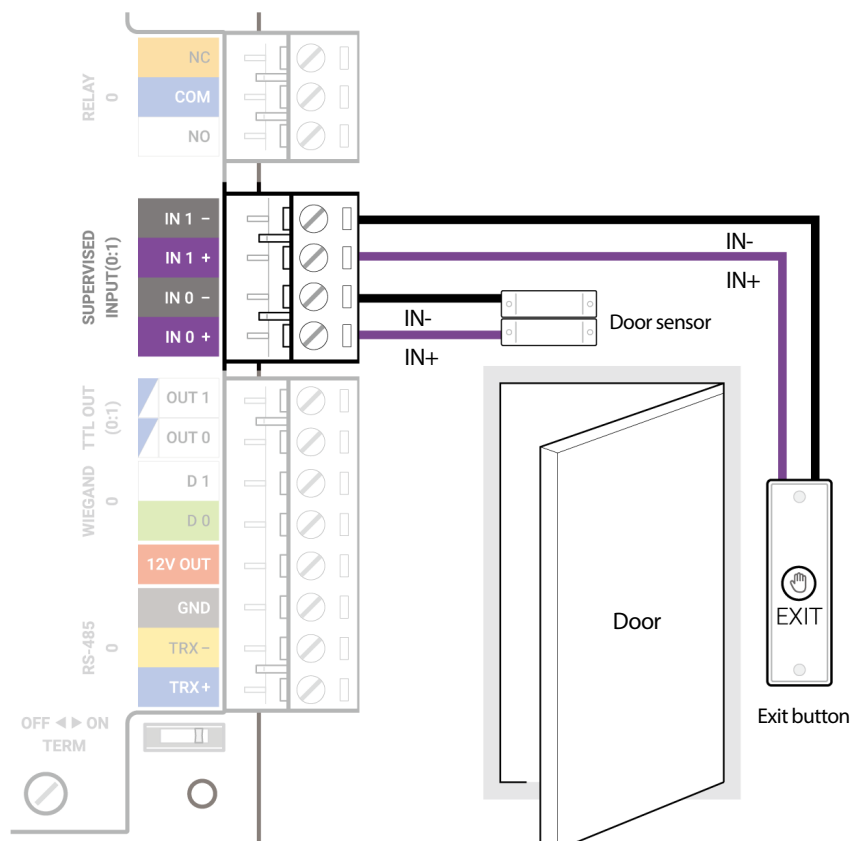 RELAY
0
NC
COM
NO
SUPERVISED
INPUT(0:1)
IN 1 –
IN 1 +
IN 0 –
IN 0 +
IN-
IN+
IN-
IN+
Door sensor
TTL OUT
(0:1)
OUT 1
OUT 0
WIEGAND
0
D 1
D 0
12V OUT
GND
RS-485
0
TRX –
TRX +
OFF ◄ ► ON
TERM
Door
EXIT
Exit button